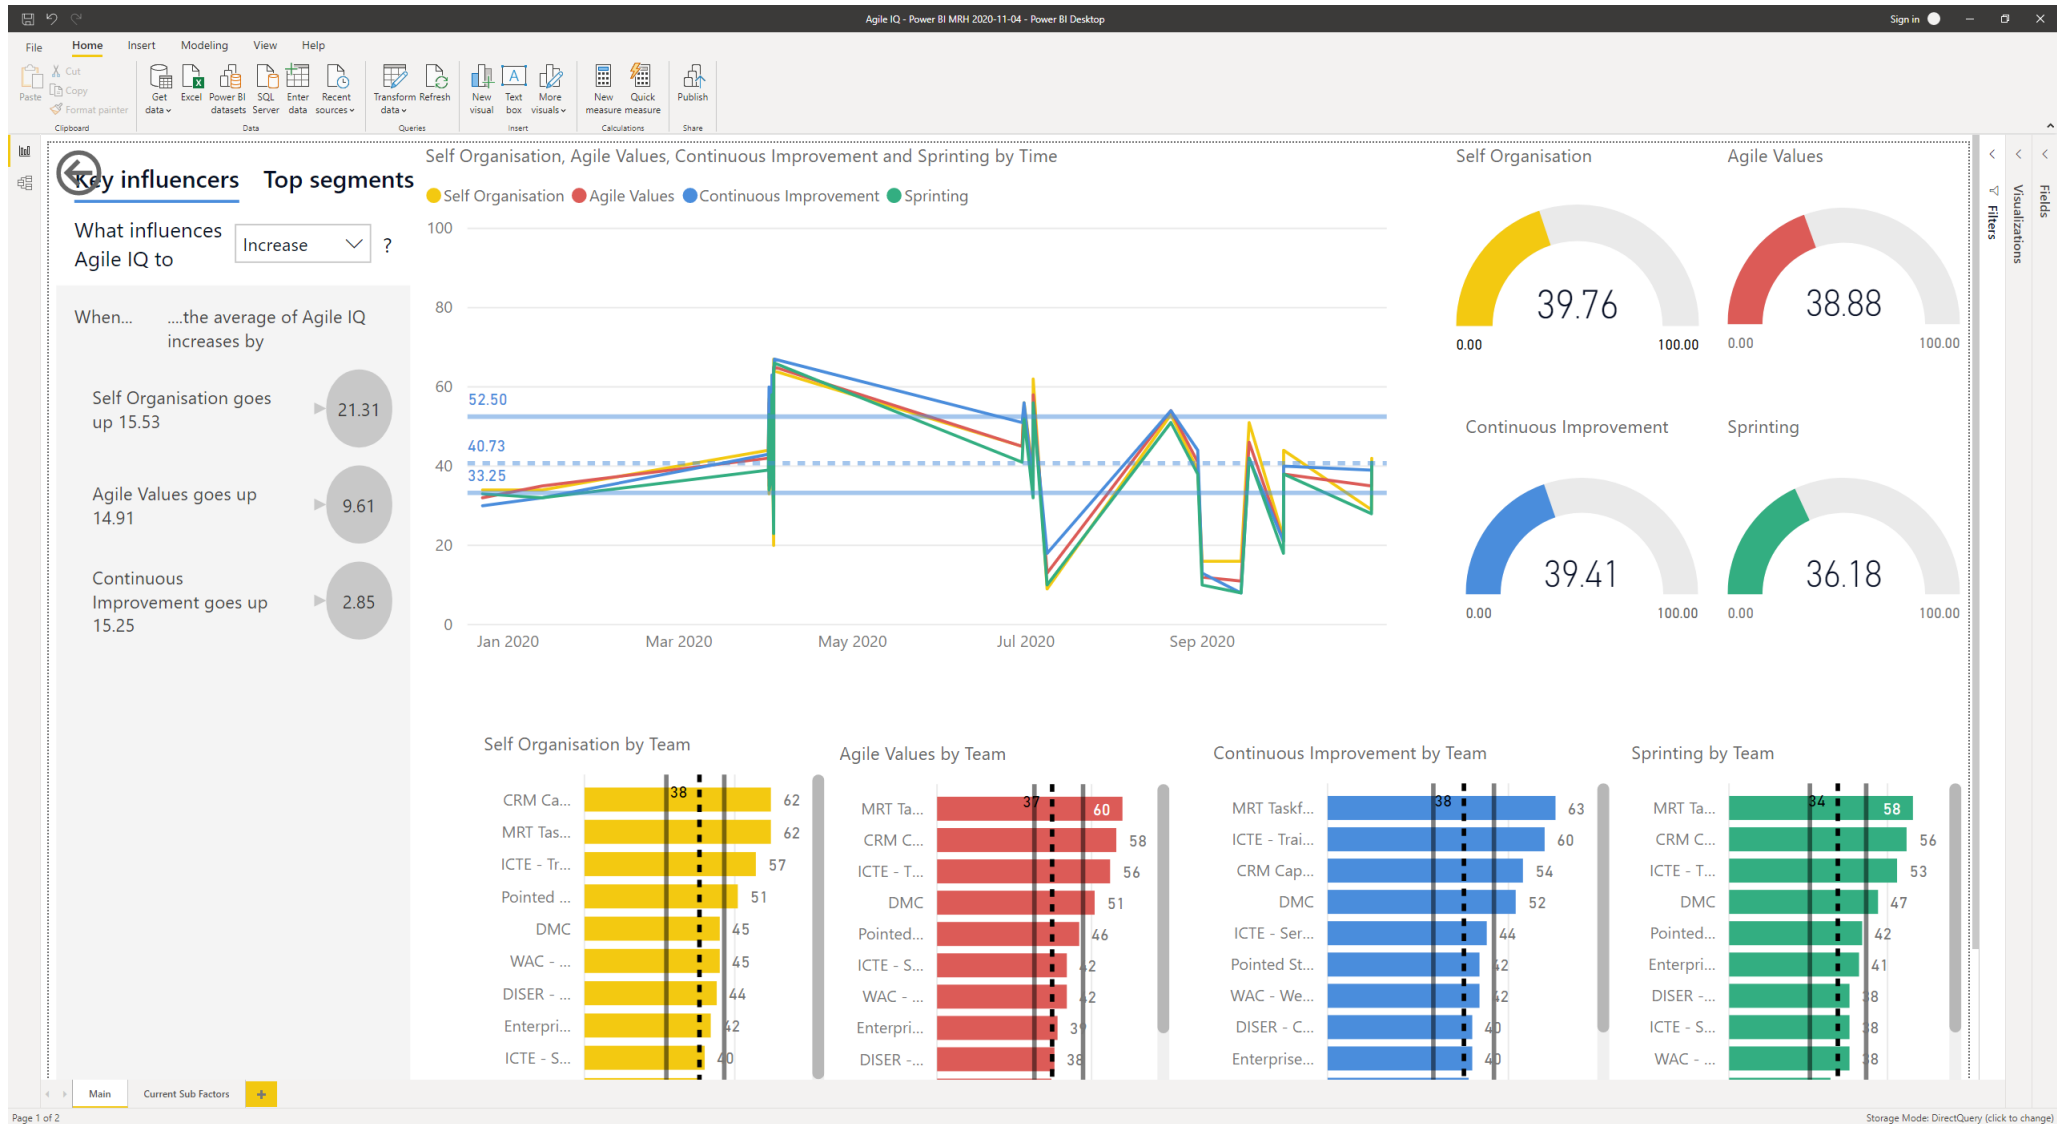 Agile IQ - Power BI MRH 2020-11-04 - Power BI Desktop
Sign in
File Home Insert Modeling View Help
Paste
Cut
Copy
Format painter
Clipboard
Get data
Excel
Power BI datasets
SQL Server
Enter data
Recent sources
Data
Transform data
Refresh
Queries
New visual
Text box
More visuals
Insert
New measure
Quick measure
Calculations
Publish
Share
Key influencers Top segments
What influences
Agile IQ to
Increase
?
When... ....the average of Agile IQ
increases by
Self Organisation goes
up 15.53
21.31
Agile Values goes up
14.91
9.61
Continuous
Improvement goes up
15.25
2.85
Self Organisation, Agile Values, Continuous Improvement and Sprinting by Time
Self Organisation Agile Values Continuous Improvement Sprinting
100
80
60
52.50
40.73
40
33.25
20
0
Jan 2020 Mar 2020 May 2020 Jul 2020 Sep 2020
Self Organisation
39.76
0.00 100.00
Agile Values
38.88
0.00 100.00
Continuous Improvement
39.41
0.00 100.00
Sprinting
36.18
0.00 100.00
Filters
Visualizations
Fields
Self Organisation by Team
38
CRM Ca... 62
MRT Tas... 62
ICTE - Tr... 57
Pointed ... 51
DMC 45
WAC - ... 45
DISER - ... 44
Enterpri... 42
ICTE - S... 40
Agile Values by Team
37
MRT Ta... 60
CRM C... 58
ICTE - T... 56
DMC 51
Pointed... 46
ICTE - S... 42
WAC - ... 42
Enterpri... 39
DISER -... 38
Continuous Improvement by Team
38
MRT Taskf... 63
ICTE - Trai... 60
CRM Cap... 54
DMC 52
ICTE - Ser... 44
Pointed St... 42
WAC - We... 42
DISER - C... 40
Enterprise... 40
Sprinting by Team
34
MRT Ta... 58
CRM C... 56
ICTE - T... 53
DMC 47
Pointed... 42
Enterpri... 41
DISER -... 38
ICTE - S... 38
WAC - ... 38
Main Current Sub Factors +
Page 1 of 2
Storage Mode: DirectQuery (click to change)